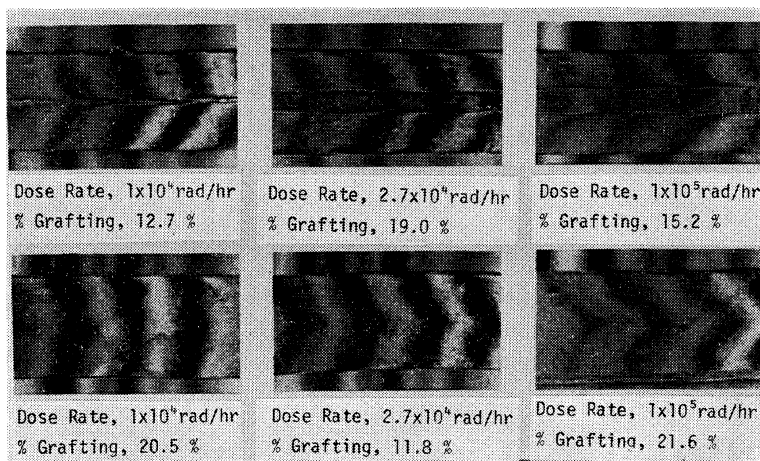 Dose Rate, 1x10⁴rad/hr
% Grafting, 12.7 %
Dose Rate, 2.7x10⁴rad/hr
% Grafting, 19.0 %
Dose Rate, 1x10⁵rad/hr
% Grafting, 15.2 %
Dose Rate, 1x10⁴rad/hr
% Grafting, 20.5 %
Dose Rate, 2.7x10⁴rad/hr
% Grafting, 11.8 %
Dose Rate, 1x10⁵rad/hr
% Grafting, 21.6 %